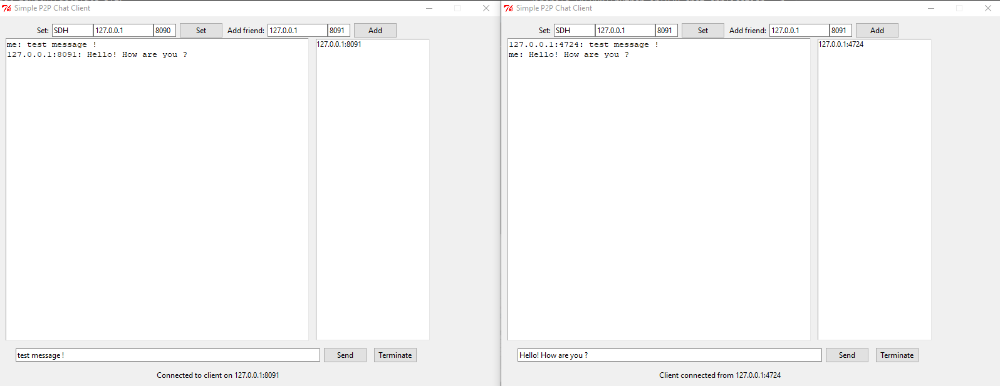 Simple P2P Chat Client
Set: SDH 127.0.0.1 8090 Set Add friend: 127.0.0.1 8091 Add
me: test message !
127.0.0.1:8091: Hello! How are you ?
127.0.0.1:8091
test message ! Send Terminate
Connected to client on 127.0.0.1:8091
Simple P2P Chat Client
Set: SDH 127.0.0.1 8091 Set Add friend: 127.0.0.1 8091 Add
127.0.0.1:4724: test message !
me: Hello! How are you ?
127.0.0.1:4724
Hello! How are you ? Send Terminate
Client connected from 127.0.0.1:4724